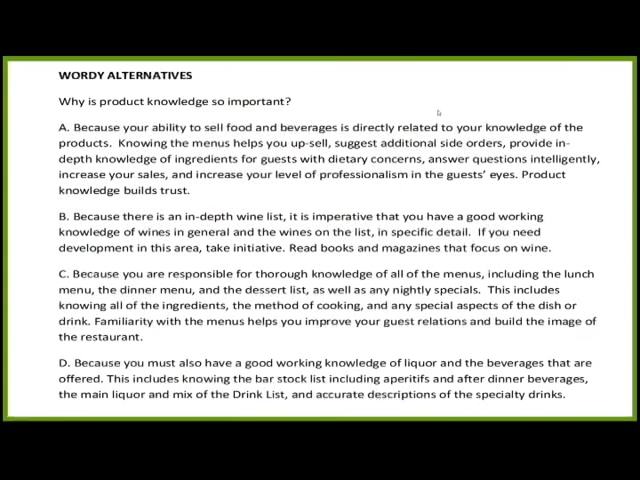 WORDY ALTERNATIVES
Why is product knowledge so important?
A. Because your ability to sell food and beverages is directly related to your knowledge of the
products.  Knowing the menus helps you up-sell, suggest additional side orders, provide in-
depth knowledge of ingredients for guests with dietary concerns, answer questions intelligently,
increase your sales, and increase your level of professionalism in the guests’ eyes. Product
knowledge builds trust.
B. Because there is an in-depth wine list, it is imperative that you have a good working
knowledge of wines in general and the wines on the list, in specific detail.  If you need
development in this area, take initiative. Read books and magazines that focus on wine.
C. Because you are responsible for thorough knowledge of all of the menus, including the lunch
menu, the dinner menu, and the dessert list, as well as any nightly specials.  This includes
knowing all of the ingredients, the method of cooking, and any special aspects of the dish or
drink. Familiarity with the menus helps you improve your guest relations and build the image of
the restaurant.
D. Because you must also have a good working knowledge of liquor and the beverages that are
offered. This includes knowing the bar stock list including aperitifs and after dinner beverages,
the main liquor and mix of the Drink List, and accurate descriptions of the specialty drinks.